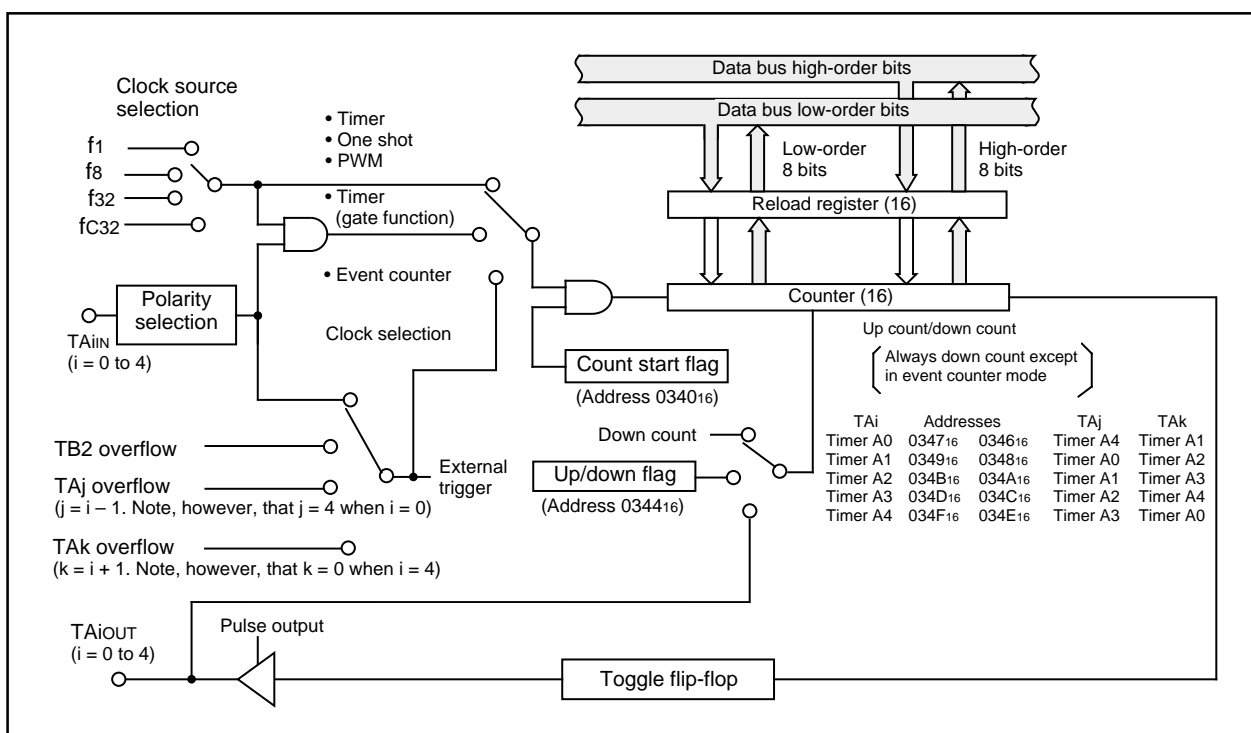 Clock source
selection
f1
f8
f32
fC32
• Timer
• One shot
• PWM
• Timer
(gate function)
• Event counter
Clock selection
Polarity
selection
TAiIN
(i = 0 to 4)
TB2 overflow
TAj overflow
(j = i – 1. Note, however, that j = 4 when i = 0)
TAk overflow
(k = i + 1. Note, however, that k = 0 when i = 4)
External
trigger
Data bus high-order bits
Data bus low-order bits
Low-order
8 bits
High-order
8 bits
Reload register (16)
Counter (16)
Count start flag
(Address 034016)
Up count/down count
(Always down count except
in event counter mode)
Down count
Up/down flag
(Address 034416)
TAi Addresses TAj TAk
Timer A0 034716 034616 Timer A4 Timer A1
Timer A1 034916 034816 Timer A0 Timer A2
Timer A2 034B16 034A16 Timer A1 Timer A3
Timer A3 034D16 034C16 Timer A2 Timer A4
Timer A4 034F16 034E16 Timer A3 Timer A0
TAiOUT
(i = 0 to 4)
Pulse output
Toggle flip-flop